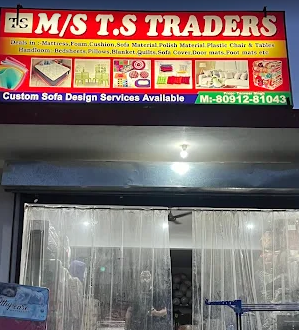 TS M/S T.S TRADERS
Deals in : Mattress,Foam,Cushion,Sofa Material,Polish Material Plastic Chair & Tables
Handloom, Bedsheets,Pillows,Blanket,Quilts,Sofa Cover,Door mats,Foot mats etc.
Custom Sofa Design Services Available M:-80912-81043